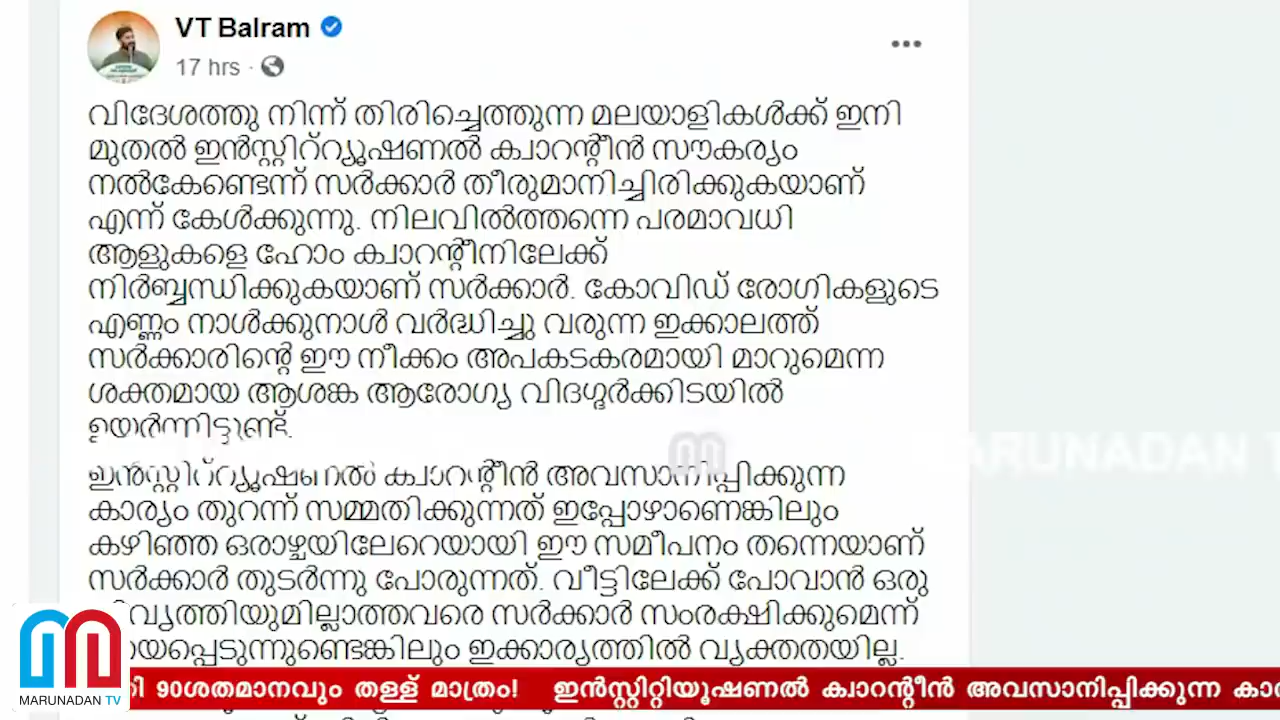 VT Balram
17 hrs ·
വിദേശത്തു നിന്ന് തിരിച്ചെത്തുന്ന മലയാളികൾക്ക് ഇനി
മുതൽ ഇൻസ്റ്റിറ്റ്യൂഷണൽ ക്വാറന്റീൻ സൗകര്യം
നൽകേണ്ടെന്ന് സർക്കാർ തീരുമാനിച്ചിരിക്കുകയാണ്
എന്ന് കേൾക്കുന്നു. നിലവിൽത്തന്നെ പരമാവധി
ആളുകളെ ഹോം ക്വാറന്റീനിലേക്ക്
നിർബ്ബന്ധിക്കുകയാണ് സർക്കാർ. കോവിഡ് രോഗികളുടെ
എണ്ണം നാൾക്കുനാൾ വർദ്ധിച്ചു വരുന്ന ഇക്കാലത്ത്
സർക്കാരിന്റെ ഈ നീക്കം അപകടകരമായി മാറുമെന്ന
ശക്തമായ ആശങ്ക ആരോഗ്യ വിദഗ്ദർക്കിടയിൽ
ഉയർന്നിട്ടുണ്ട്.
MARUNADAN T
ഇൻസ്റ്റിറ്റ്യൂഷണൽ ക്വാറന്റീൻ അവസാനിപ്പിക്കുന്ന
കാര്യം തുറന്ന് സമ്മതിക്കുന്നത് ഇപ്പോഴാണെങ്കിലും
കഴിഞ്ഞ ഒരാഴ്ചയിലേറെയായി ഈ സമീപനം തന്നെയാണ്
സർക്കാർ തുടർന്നു പോരുന്നത്. വീട്ടിലേക്ക് പോവാൻ ഒരു
വൃത്തിയുമില്ലാത്തവരെ സർക്കാർ സംരക്ഷിക്കുമെന്ന്
യപ്പെടുന്നുണ്ടെങ്കിലും ഇക്കാര്യത്തിൽ വ്യക്തതയില്ല.
MARUNADAN TV
90ശതമാനവും തള്ള് മാത്രം! ഇൻസ്റ്റിറ്റിയൂഷണൽ ക്വാറന്റീൻ അവസാനിപ്പിക്കുന്ന